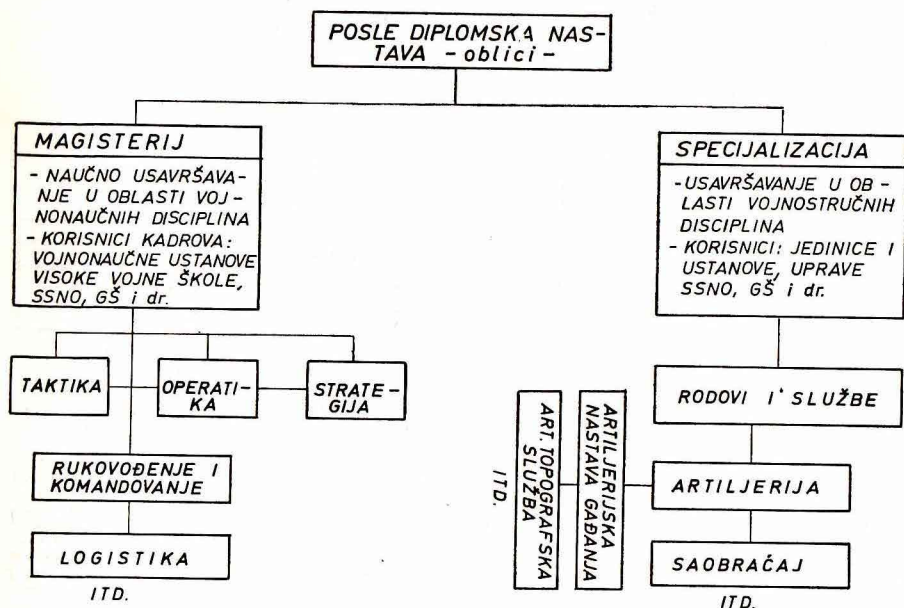 POSLE DIPLOMSKA NAS-
TAVA - oblici -
MAGISTERIJ
- NAUČNO USAVRŠAVA-
NJE U OBLASTI VOJ-
NONAUČNIH DISCIPLINA
- KORISNICI KADROVA:
VOJNONAUČNE USTANOVE
VISOKE VOJNE ŠKOLE,
SSNO, GŠ i dr.
TAKTIKA
OPERATI-
KA
STRATE-
GIJA
RUKOVOĐENJE I
KOMANDOVANJE
LOGISTIKA
ITD.
SPECIJALIZACIJA
- USAVRŠAVANJE U OB-
LASTI VOJNOSTRUČNIH
DISCIPLINA
- KORISNICI: JEDINICE I
USTANOVE, UPRAVE
SSNO, GŠ i dr.
RODOVI I SLUŽBE
ARTILJERIJA
ARTILJERIJSKA
NASTAVA GAĐANJA
ART. TOPOGRAFSKA
SLUŽBA
ITD.
SAOBRAĆAJ
ITD.